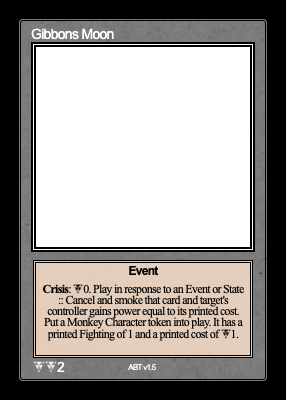 Gibbons Moon
Event
Crisis: 0. Play in response to an Event or State
:: Cancel and smoke that card and target's
controller gains power equal to its printed cost.
Put a Monkey Character token into play. It has a
printed Fighting of 1 and a printed cost of 1.
2
ABT v1.5